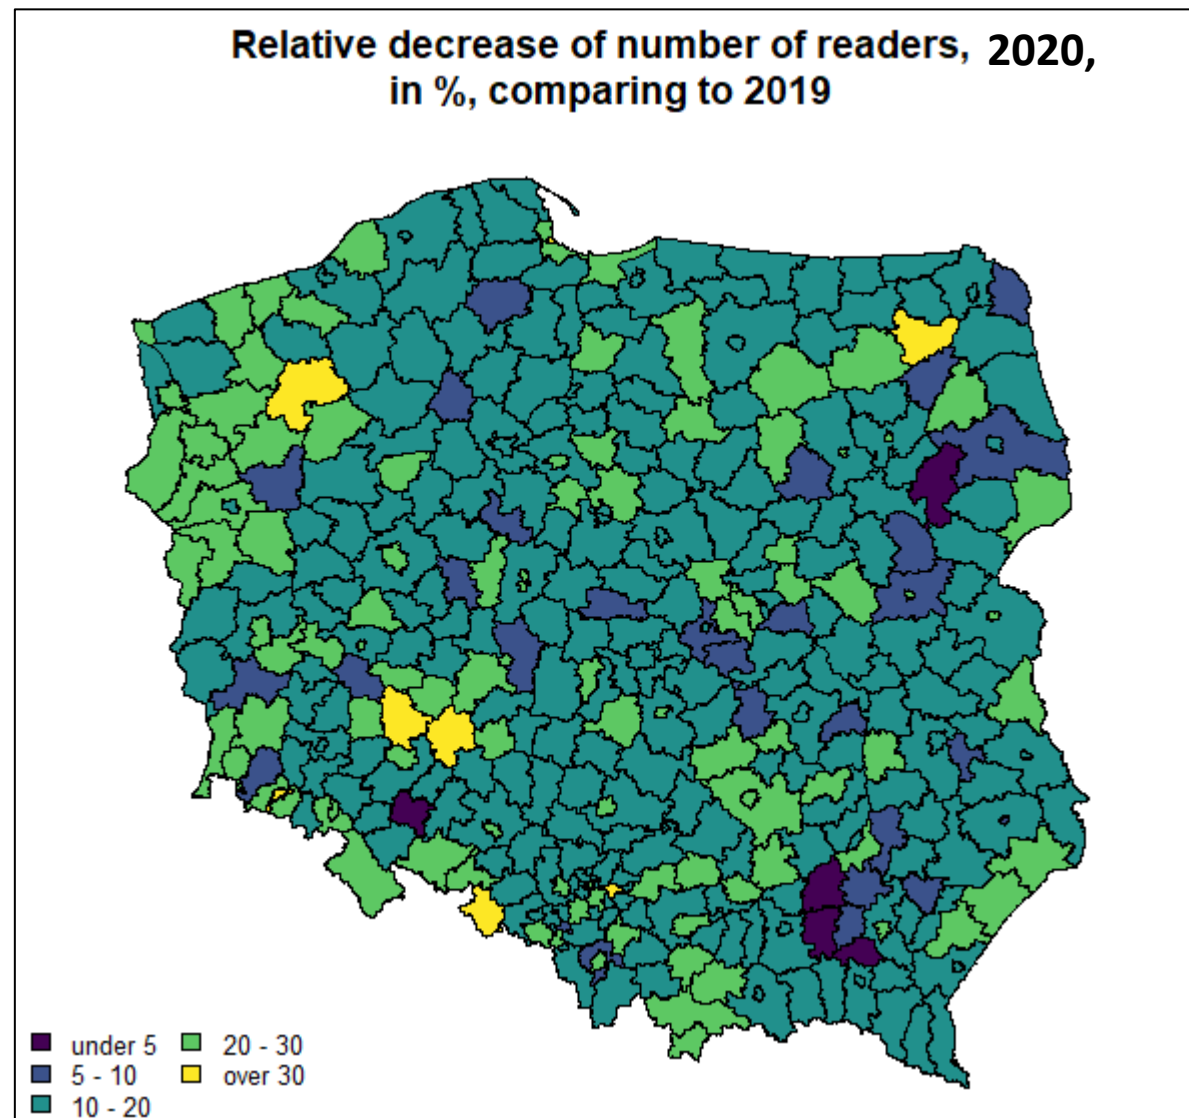 Relative decrease of number of readers, 2020,
in %, comparing to 2019
under 5
5 - 10
10 - 20
20 - 30
over 30